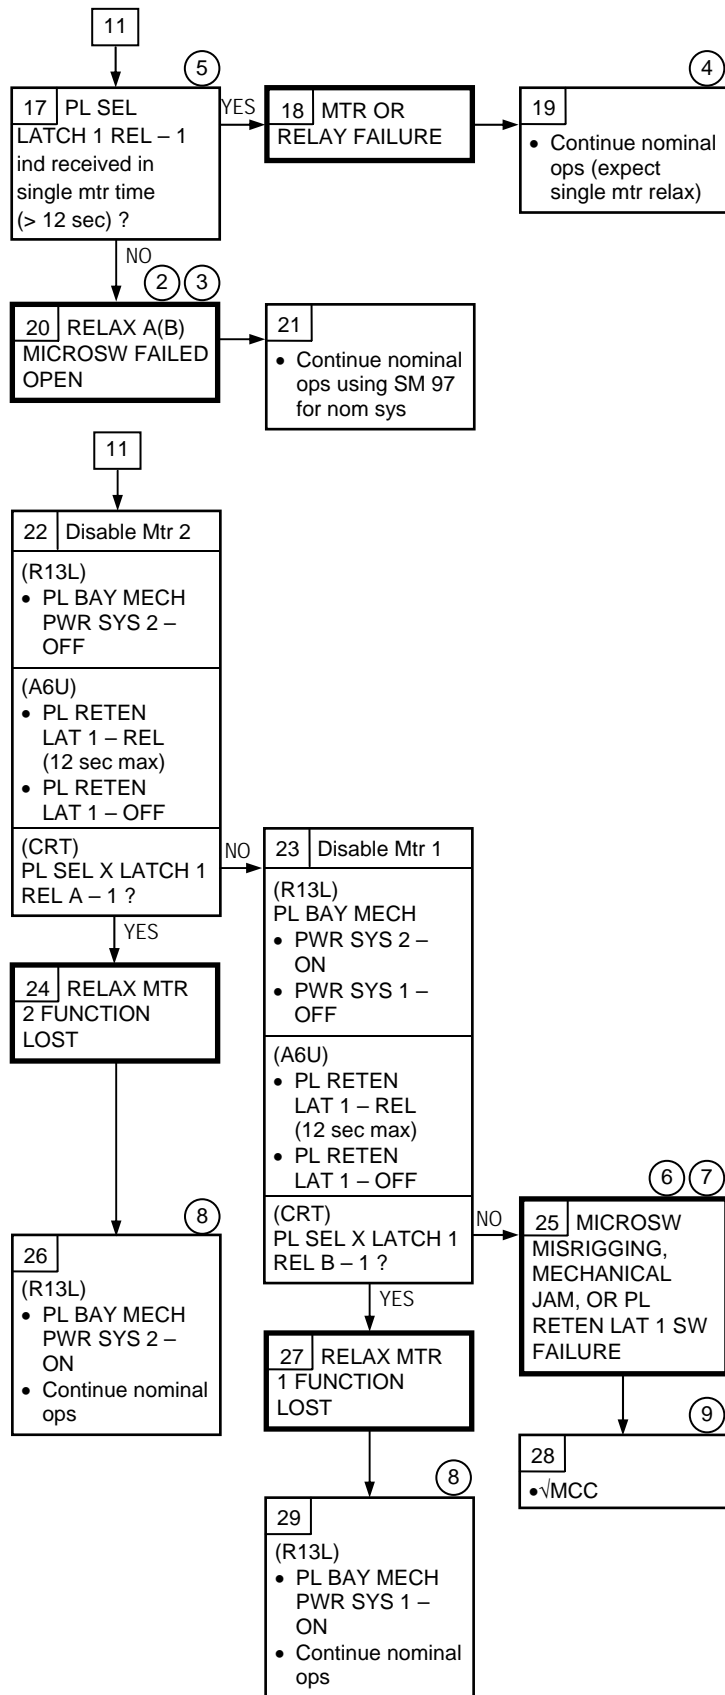 11
5
17 PL SEL
LATCH 1 REL – 1
ind received in
single mtr time
(> 12 sec) ?
YES
18 MTR OR
RELAY FAILURE
4
19
• Continue nominal
ops (expect
single mtr relax)
NO
2 3
20 RELAX A(B)
MICROSW FAILED
OPEN
21
• Continue nominal
ops using SM 97
for nom sys
11
22 Disable Mtr 2
(R13L)
• PL BAY MECH
PWR SYS 2 –
OFF
(A6U)
• PL RETEN
LAT 1 – REL
(12 sec max)
• PL RETEN
LAT 1 – OFF
(CRT)
PL SEL X LATCH 1
REL A – 1 ?
NO
23 Disable Mtr 1
(R13L)
PL BAY MECH
• PWR SYS 2 –
ON
• PWR SYS 1 –
OFF
(A6U)
• PL RETEN
LAT 1 – REL
(12 sec max)
• PL RETEN
LAT 1 – OFF
(CRT)
PL SEL X LATCH 1
REL B – 1 ?
YES
24 RELAX MTR
2 FUNCTION
LOST
NO
6 7
25 MICROSW
MISRIGGING,
MECHANICAL
JAM, OR PL
RETEN LAT 1 SW
FAILURE
8
26
(R13L)
• PL BAY MECH
PWR SYS 2 –
ON
• Continue nominal
ops
YES
27 RELAX MTR
1 FUNCTION
LOST
9
28
•√MCC
8
29
(R13L)
• PL BAY MECH
PWR SYS 1 –
ON
• Continue nominal
ops